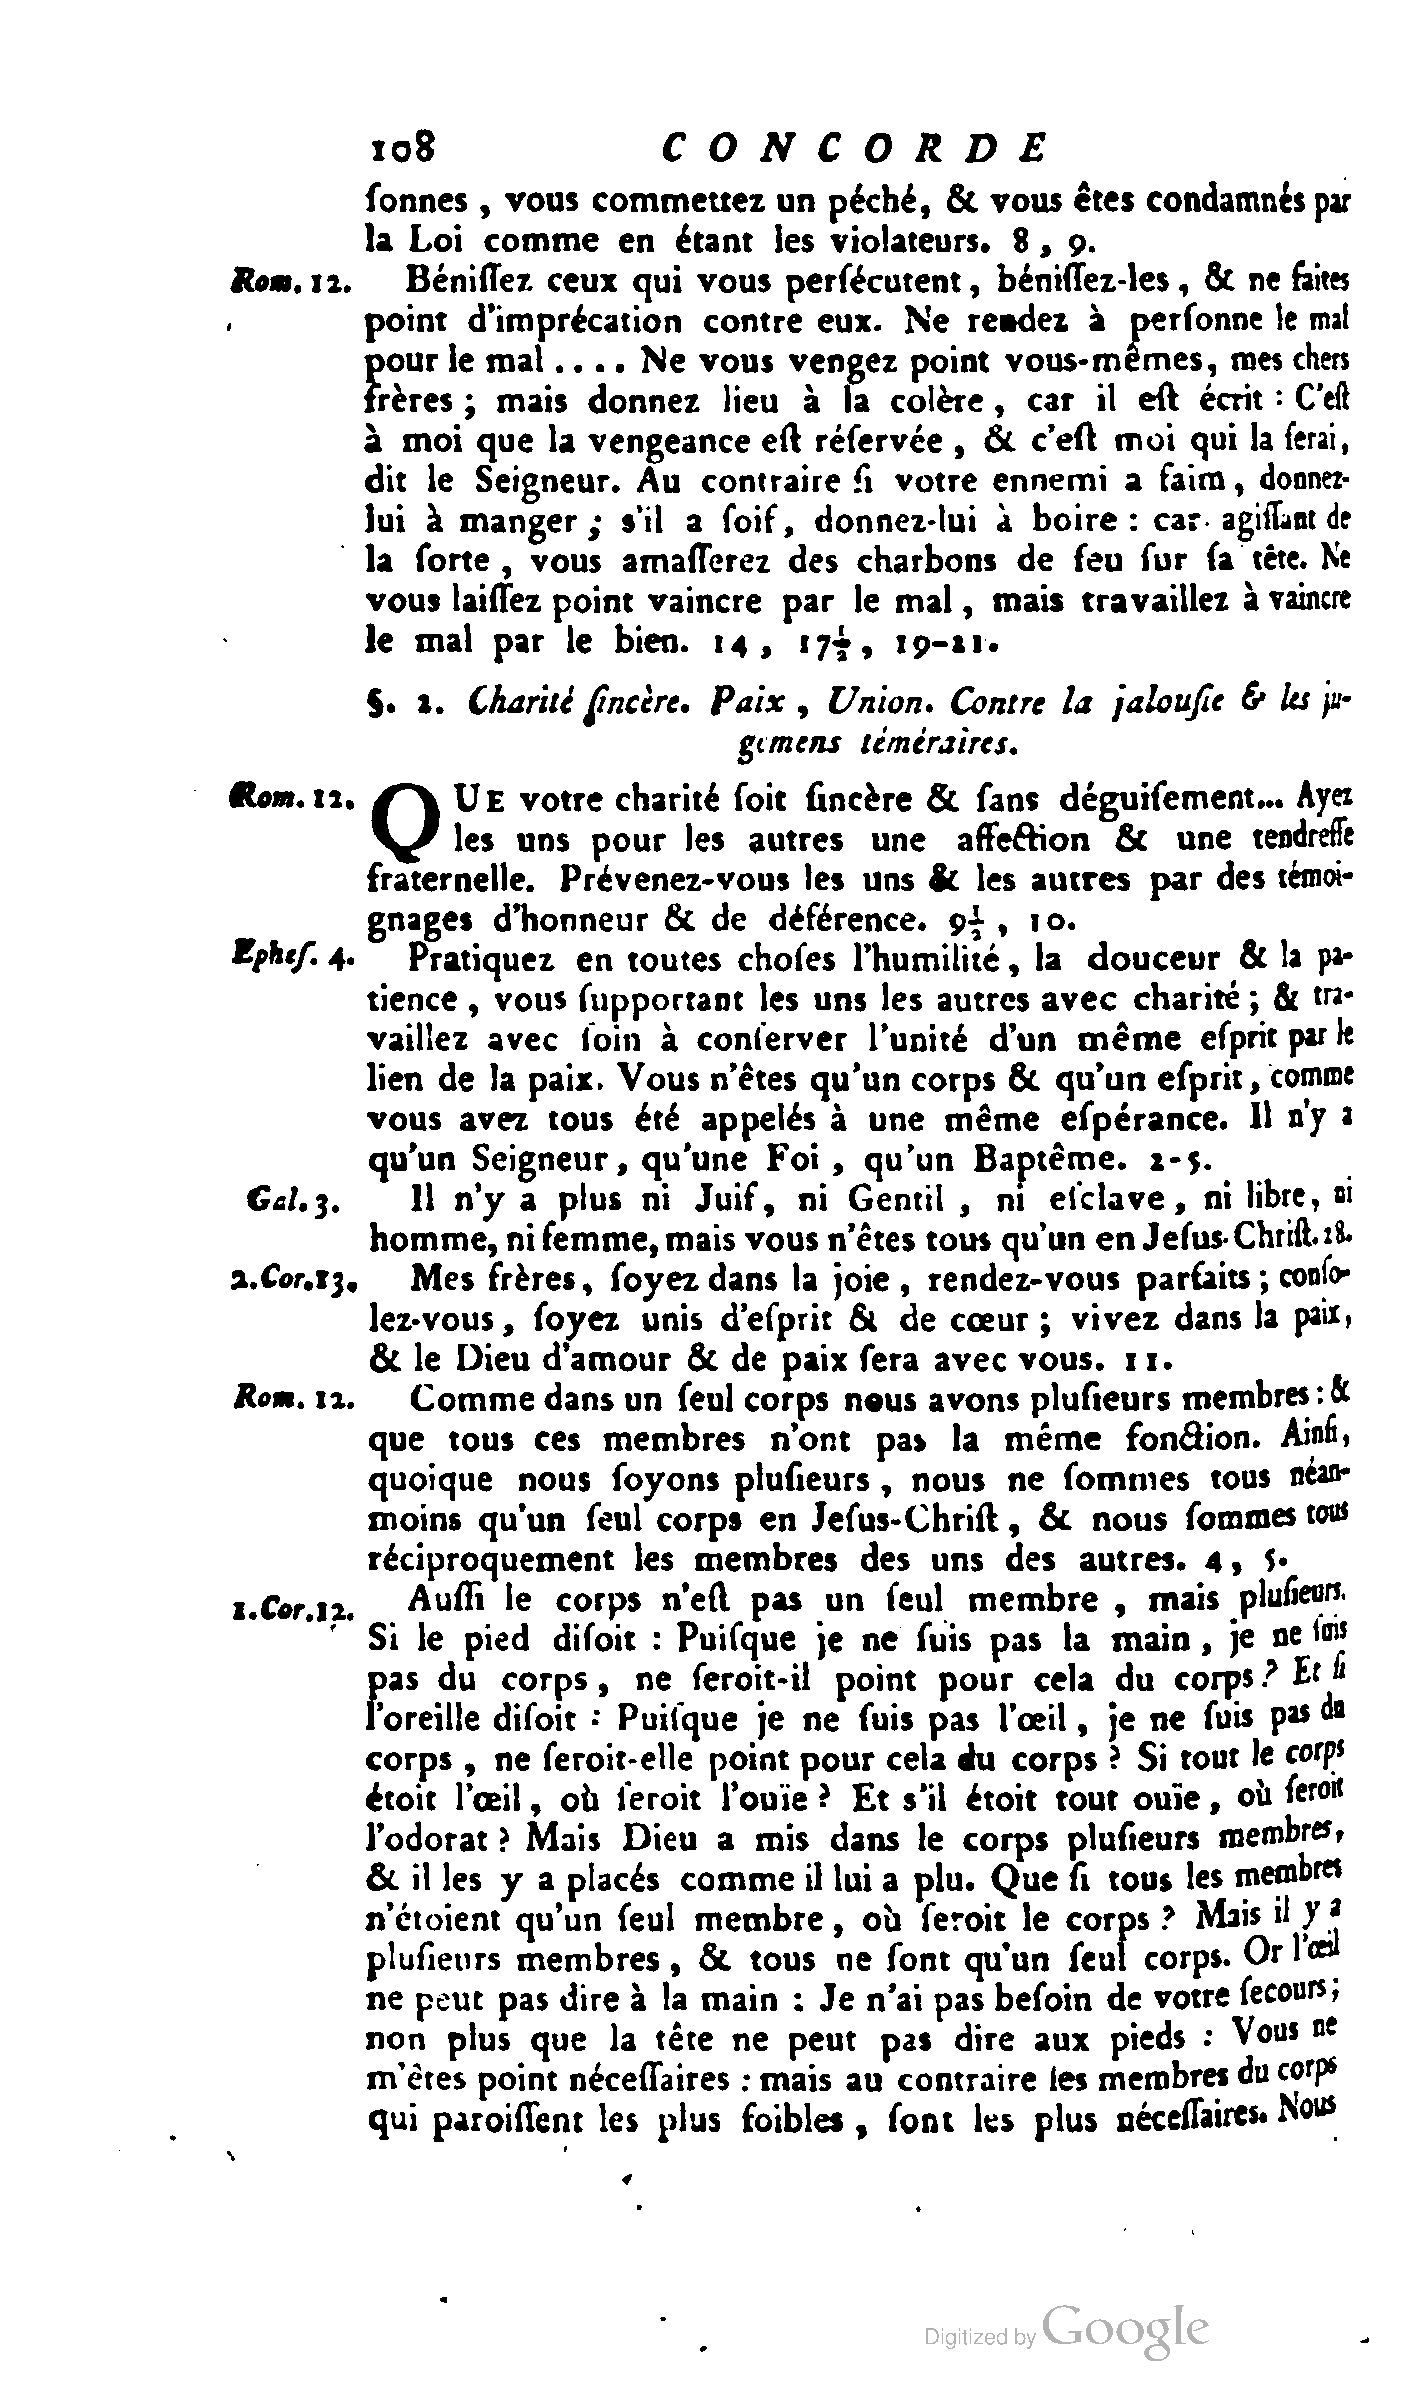 108 CONCORDE
ſonnes , vous commettez un péché, & vous êtes condamnés par
la Loi comme en étant les violateurs. 8 , 9.
Rom. 12. Béniſſez ceux qui vous perſécutent , béniſſez-les , & ne faites
point d'imprécation contre eux. Ne rendez à perſonne le mal
pour le mal . . . . Ne vous vengez point vous-mêmes, mes chers
frères ; mais donnez lieu à la colère , car il eſt écrit : C'eſt
à moi que la vengeance eſt réſervée , & c'eſt moi qui la ferai,
dit le Seigneur. Au contraire ſi votre ennemi a faim , donnez-
lui à manger ; s'il a ſoif, donnez-lui à boire : car agiſſant de
la ſorte , vous amaſſerez des charbons de feu ſur ſa tête. Ne
vous laiſſez point vaincre par le mal , mais travaillez à vaincre
le mal par le bien. 14 , 17½, 19-21.
§. 2. Charité ſincère. Paix , Union. Contre la jalouſie & les ju-
gemens téméraires.
Rom. 12. QUE votre charité ſoit ſincère & ſans déguiſement... Ayez
les uns pour les autres une affection & une tendreſſe
fraternelle. Prévenez-vous les uns & les autres par des témoi-
gnages d'honneur & de déférence. 9½ , 10.
Epheſ. 4. Pratiquez en toutes choſes l'humilité , la douceur & la pa-
tience , vous ſupportant les uns les autres avec charité ; & tra-
vaillez avec ſoin à conſerver l'unité d'un même eſprit par le
lien de la paix. Vous n'êtes qu'un corps & qu'un eſprit, comme
vous avez tous été appelés à une même eſpérance. Il n'y a
qu'un Seigneur, qu'une Foi , qu'un Baptême. 2-5.
Gal. 3. Il n'y a plus ni Juif, ni Gentil , ni eſclave , ni libre, ni
homme, ni femme, mais vous n'êtes tous qu'un en Jeſus-Chriſt. 28.
2. Cor. 13. Mes frères, ſoyez dans la joie , rendez-vous parfaits ; conſo-
lez-vous , ſoyez unis d'eſprit & de cœur ; vivez dans la paix,
& le Dieu d'amour & de paix ſera avec vous. 11.
Rom. 12. Comme dans un ſeul corps nous avons pluſieurs membres : &
que tous ces membres n'ont pas la même fonction. Ainſi,
quoique nous ſoyons pluſieurs , nous ne ſommes tous néan-
moins qu'un ſeul corps en Jeſus-Chriſt , & nous ſommes tous
réciproquement les membres des uns des autres. 4 , 5.
1. Cor. 12. Auſſi le corps n'eſt pas un ſeul membre , mais pluſieurs.
Si le pied diſoit : Puiſque je ne ſuis pas la main , je ne ſuis
pas du corps , ne ſeroit-il point pour cela du corps ? Et ſi
l'oreille diſoit : Puiſque je ne ſuis pas l'œil , je ne ſuis pas du
corps , ne ſeroit-elle point pour cela du corps ? Si tout le corps
étoit l'œil , où ſeroit l'ouïe ? Et s'il étoit tout ouïe , où ſeroit
l'odorat ? Mais Dieu a mis dans le corps pluſieurs membres,
& il les y a placés comme il lui a plu. Que ſi tous les membres
n'étoient qu'un ſeul membre , où ſeroit le corps ? Mais il y a
pluſieurs membres , & tous ne ſont qu'un ſeul corps. Or l'œil
ne peut pas dire à la main : Je n'ai pas beſoin de votre ſecours ;
non plus que la tête ne peut pas dire aux pieds : Vous ne
m'êtes point néceſſaires : mais au contraire les membres du corps
qui paroiſſent les plus foibles , ſont les plus néceſſaires. Nous
Digitized by Google